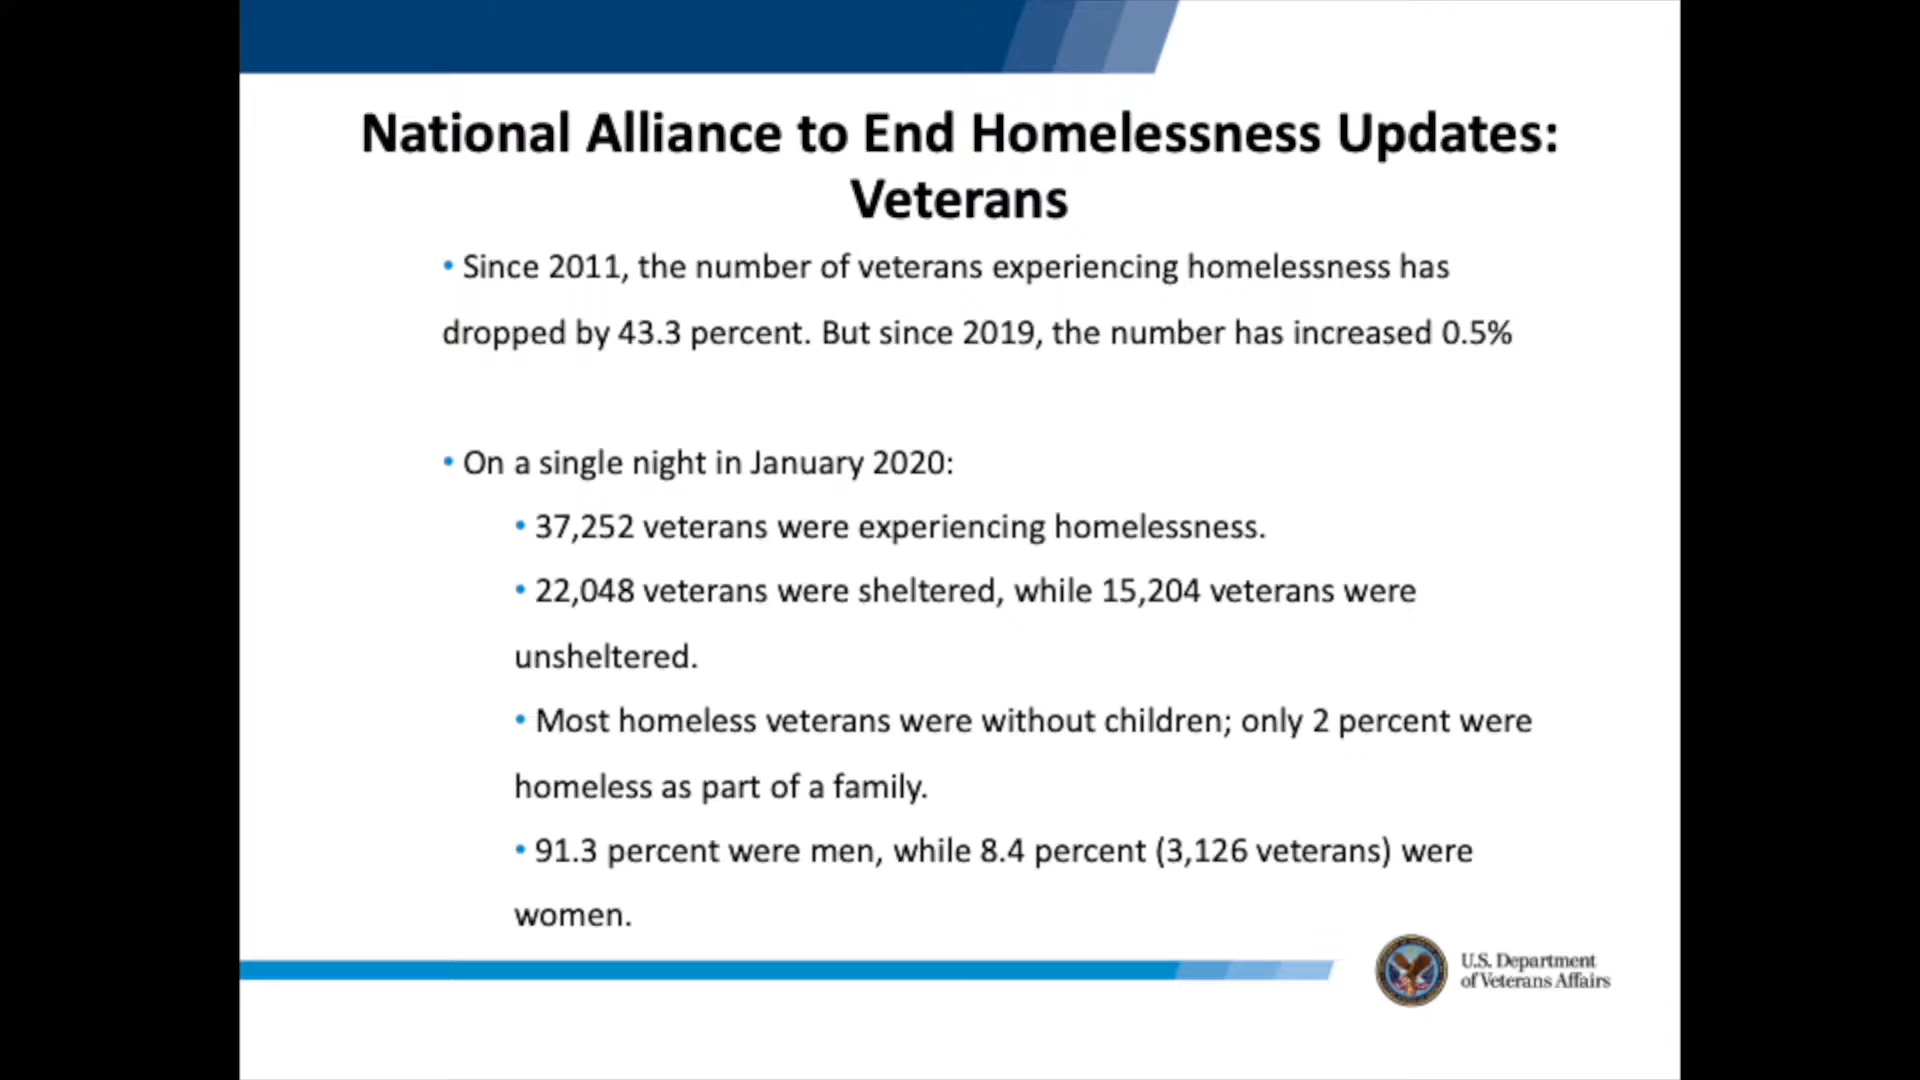 National Alliance to End Homelessness Updates:
Veterans
• Since 2011, the number of veterans experiencing homelessness has
dropped by 43.3 percent. But since 2019, the number has increased 0.5%
• On a single night in January 2020:
• 37,252 veterans were experiencing homelessness.
• 22,048 veterans were sheltered, while 15,204 veterans were
unsheltered.
• Most homeless veterans were without children; only 2 percent were
homeless as part of a family.
• 91.3 percent were men, while 8.4 percent (3,126 veterans) were
women.
U.S. Department
of Veterans Affairs